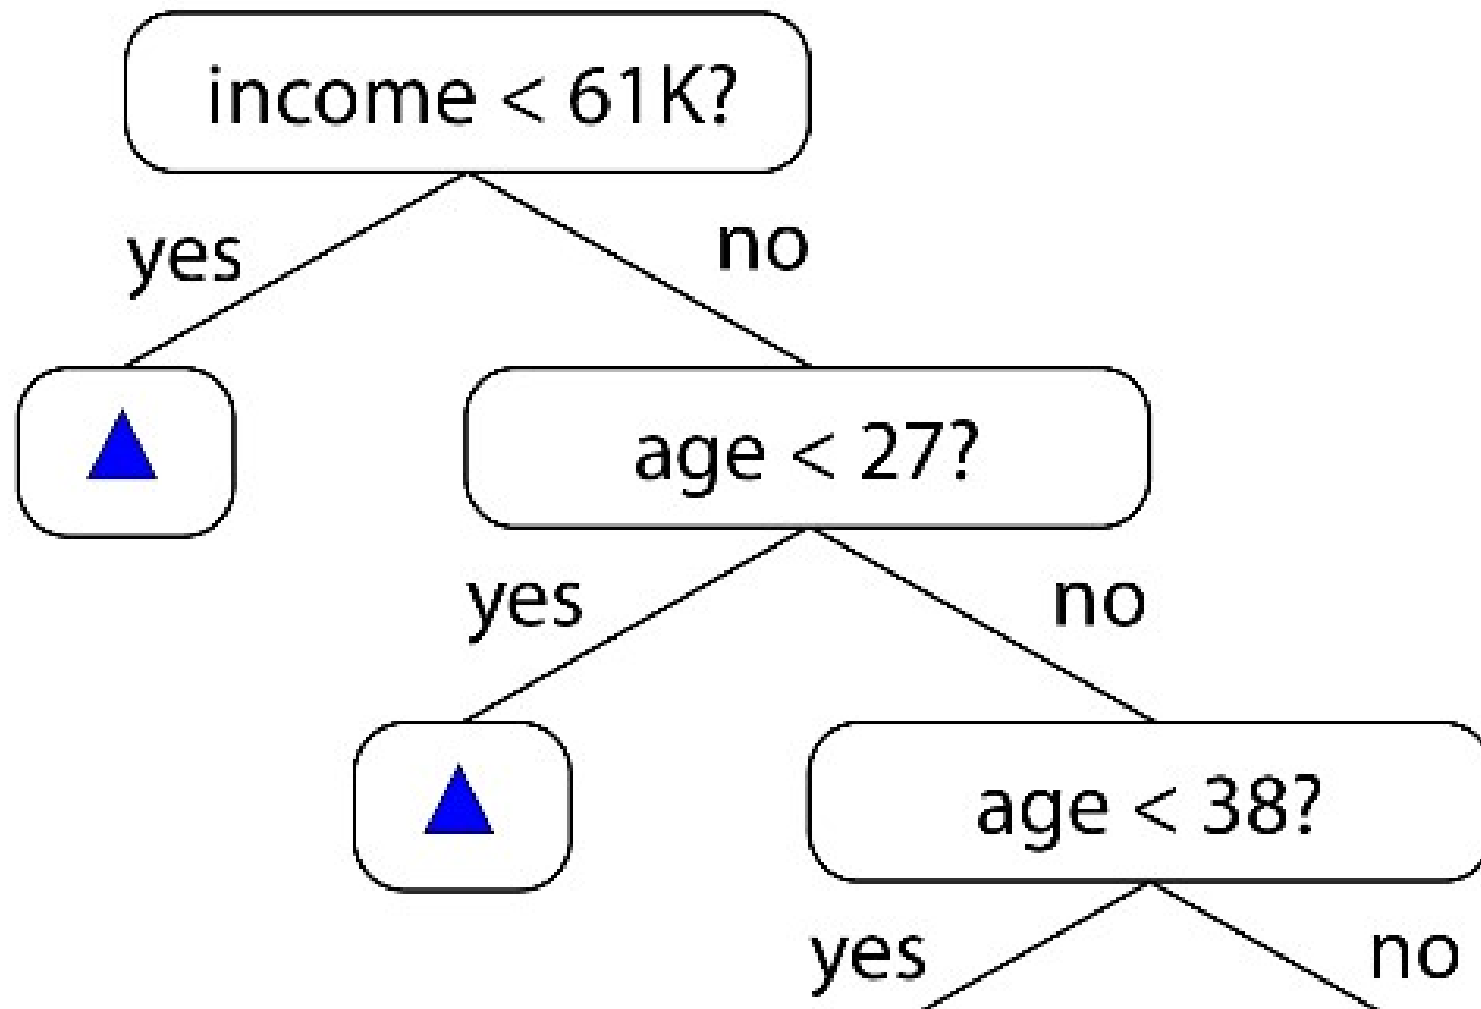 income < 61K?
yes
no
age < 27?
yes
no
age < 38?
yes
no